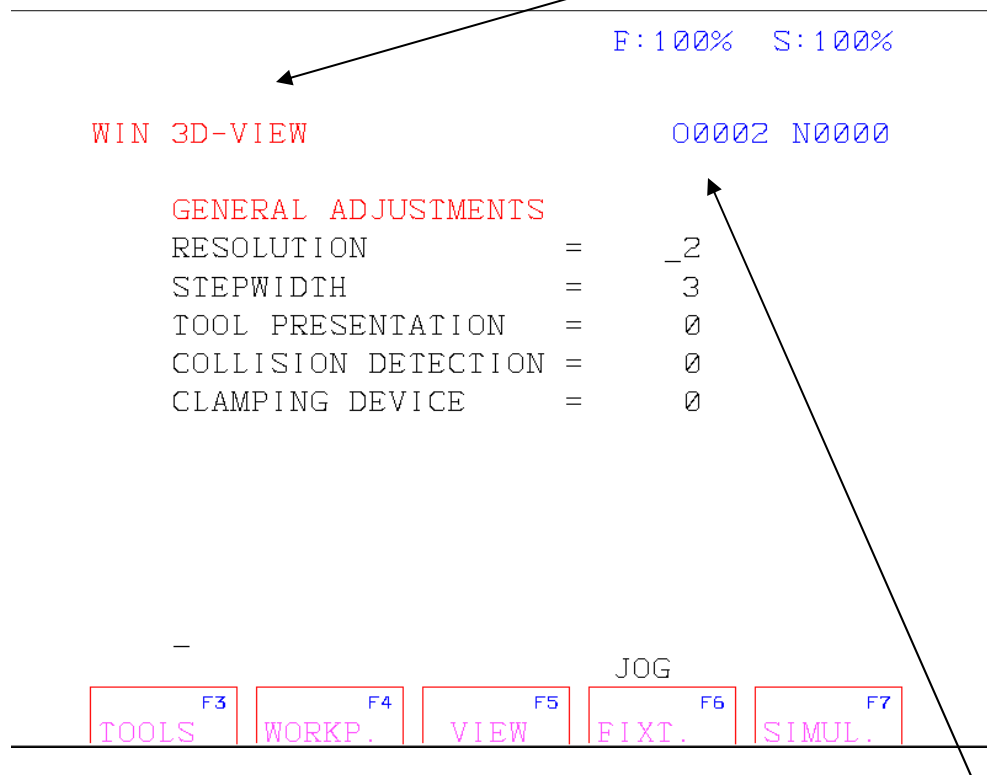 F:100% S:100%
WIN 3D-VIEW O0002 N0000
GENERAL ADJUSTMENTS
RESOLUTION = _2
STEPWIDTH = 3
TOOL PRESENTATION = 0
COLLISION DETECTION = 0
CLAMPING DEVICE = 0
_
JOG
F3 F4 F5 F6 F7
TOOLS WORKP. VIEW FIXT. SIMUL.